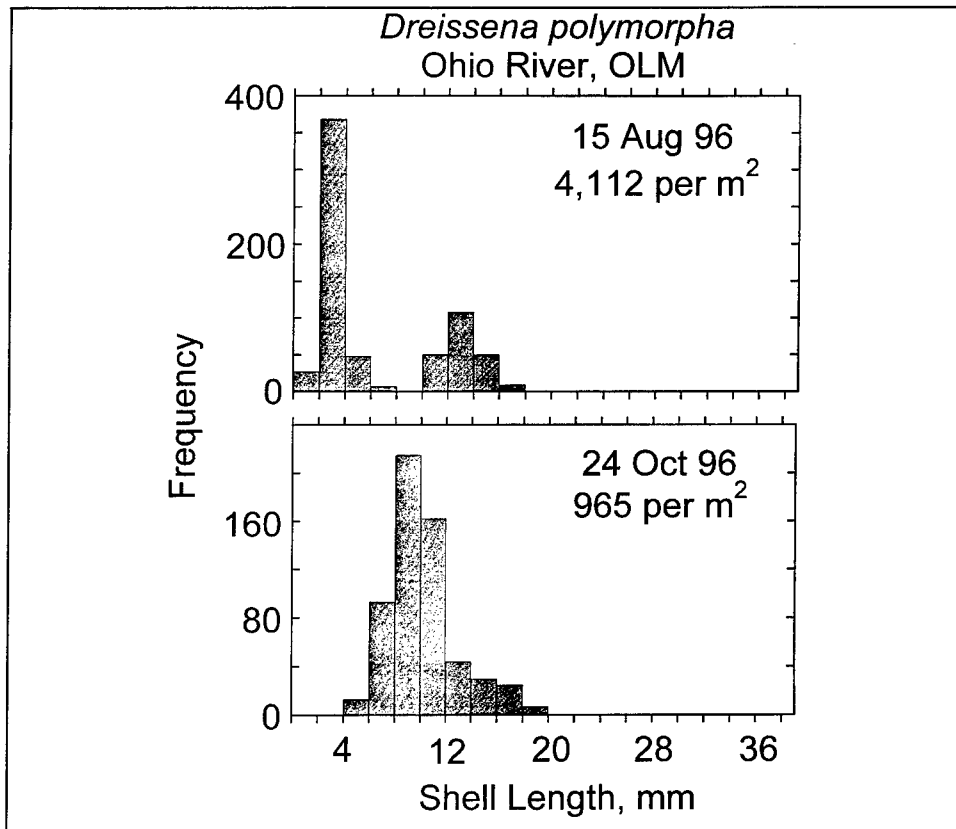 Dreissena polymorpha
Ohio River, OLM
400
15 Aug 96
4,112 per m²
200
0
Frequency
24 Oct 96
965 per m²
160
80
0
4 12 20 28 36
Shell Length, mm